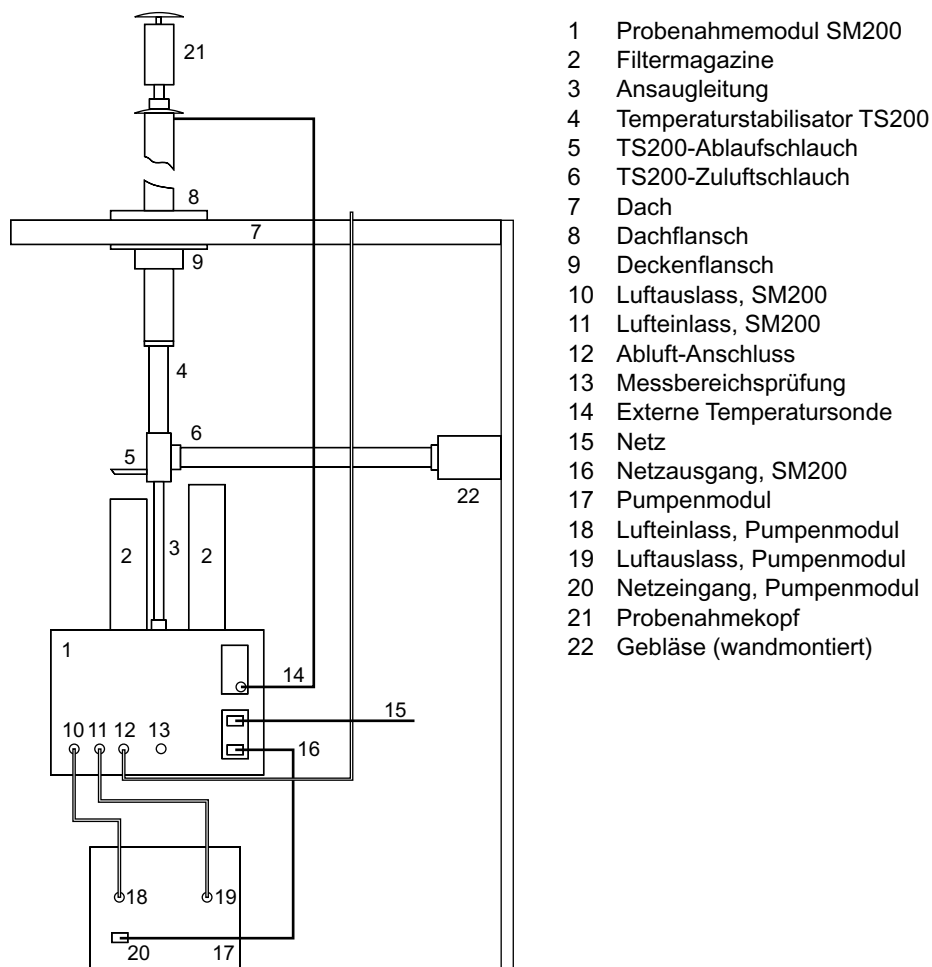 21
8
7
9
4
6
5
22
2
3
2
1
14
15
10 11 12 13
16
18
19
20
17
1 Probenahmemodul SM200
2 Filtermagazine
3 Ansaugleitung
4 Temperaturstabilisator TS200
5 TS200-Ablaufschlauch
6 TS200-Zuluftschlauch
7 Dach
8 Dachflansch
9 Deckenflansch
10 Luftauslass, SM200
11 Lufteinlass, SM200
12 Abluft-Anschluss
13 Messbereichsprüfung
14 Externe Temperatursonde
15 Netz
16 Netzausgang, SM200
17 Pumpenmodul
18 Lufteinlass, Pumpenmodul
19 Luftauslass, Pumpenmodul
20 Netzeingang, Pumpenmodul
21 Probenahmekopf
22 Gebläse (wandmontiert)